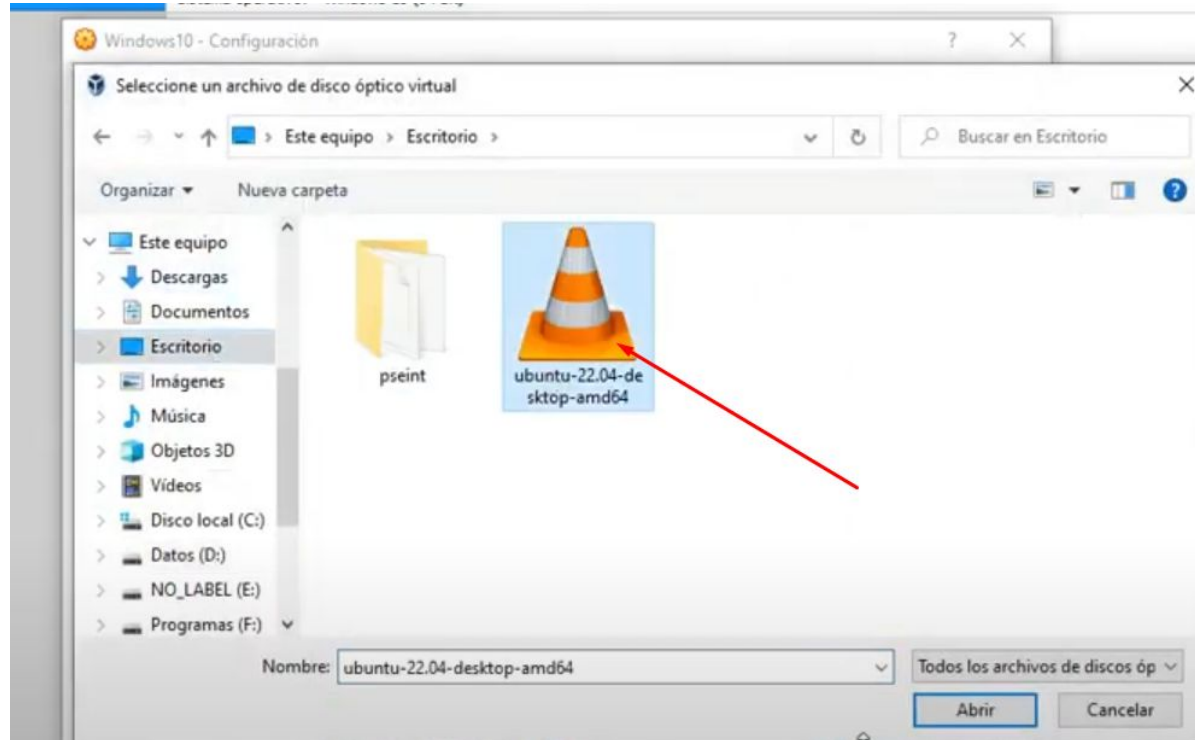 Windows10 - Configuración
?
Seleccione un archivo de disco óptico virtual
Este equipo > Escritorio >
Buscar en Escritorio
Organizar
Nueva carpeta
?
Este equipo
Descargas
Documentos
Escritorio
Imágenes
Música
Objetos 3D
Vídeos
Disco local (C:)
Datos (D:)
NO_LABEL (E:)
Programas (F:)
pseint
ubuntu-22.04-de
sktop-amd64
Nombre: ubuntu-22.04-desktop-amd64
Todos los archivos de discos óp
Abrir
Cancelar